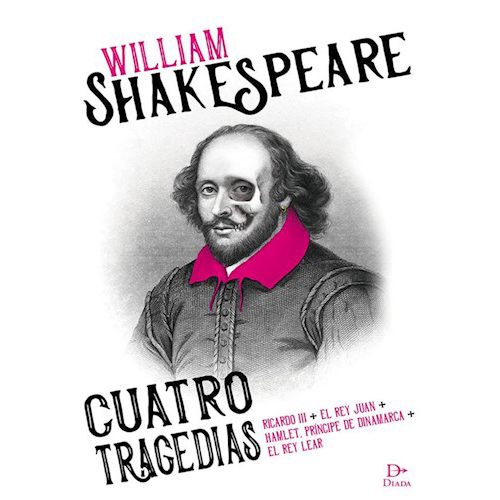 WILLIAM
SHAKESPEARE
CUATRO
TRAGEDIAS
RICARDO III + EL REY JUAN +
HAMLET, PRÍNCIPE DE DINAMARCA +
EL REY LEAR
DIADA